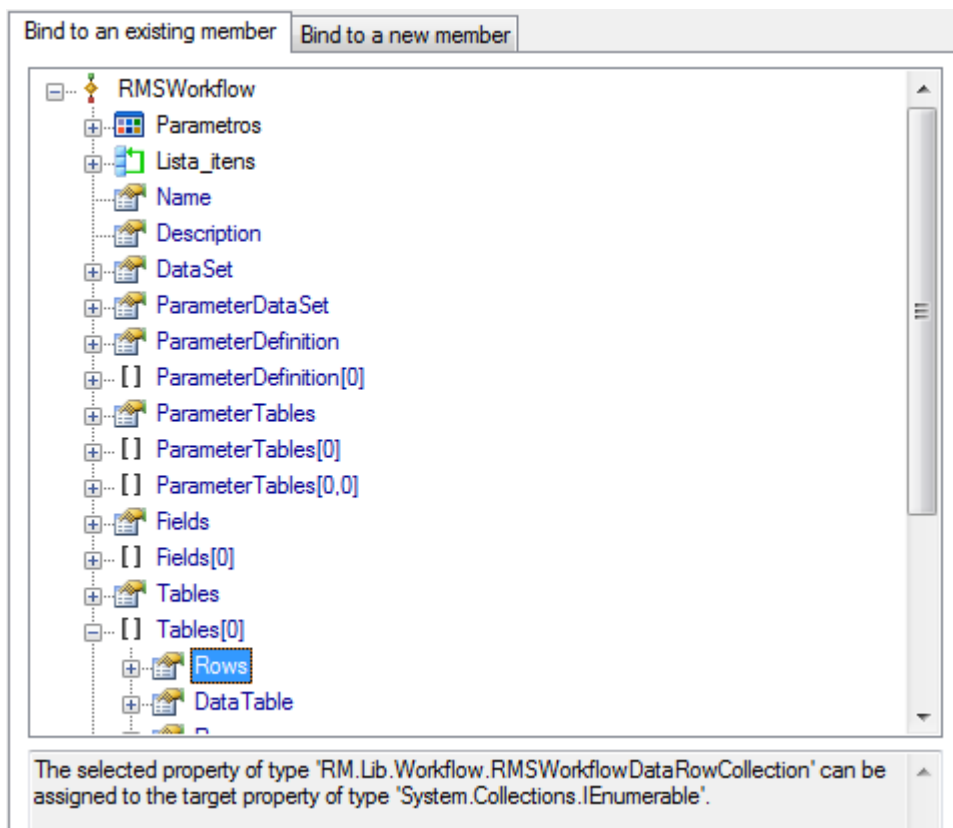 Bind to an existing member
Bind to a new member
RMSWorkflow
Parametros
Lista_itens
Name
Description
DataSet
ParameterDataSet
ParameterDefinition
[ ] ParameterDefinition[0]
ParameterTables
[ ] ParameterTables[0]
[ ] ParameterTables[0,0]
Fields
[ ] Fields[0]
Tables
[ ] Tables[0]
Rows
DataTable
The selected property of type 'RM.Lib.Workflow.RMSWorkflowDataRowCollection' can be
assigned to the target property of type 'System.Collections.IEnumerable'.